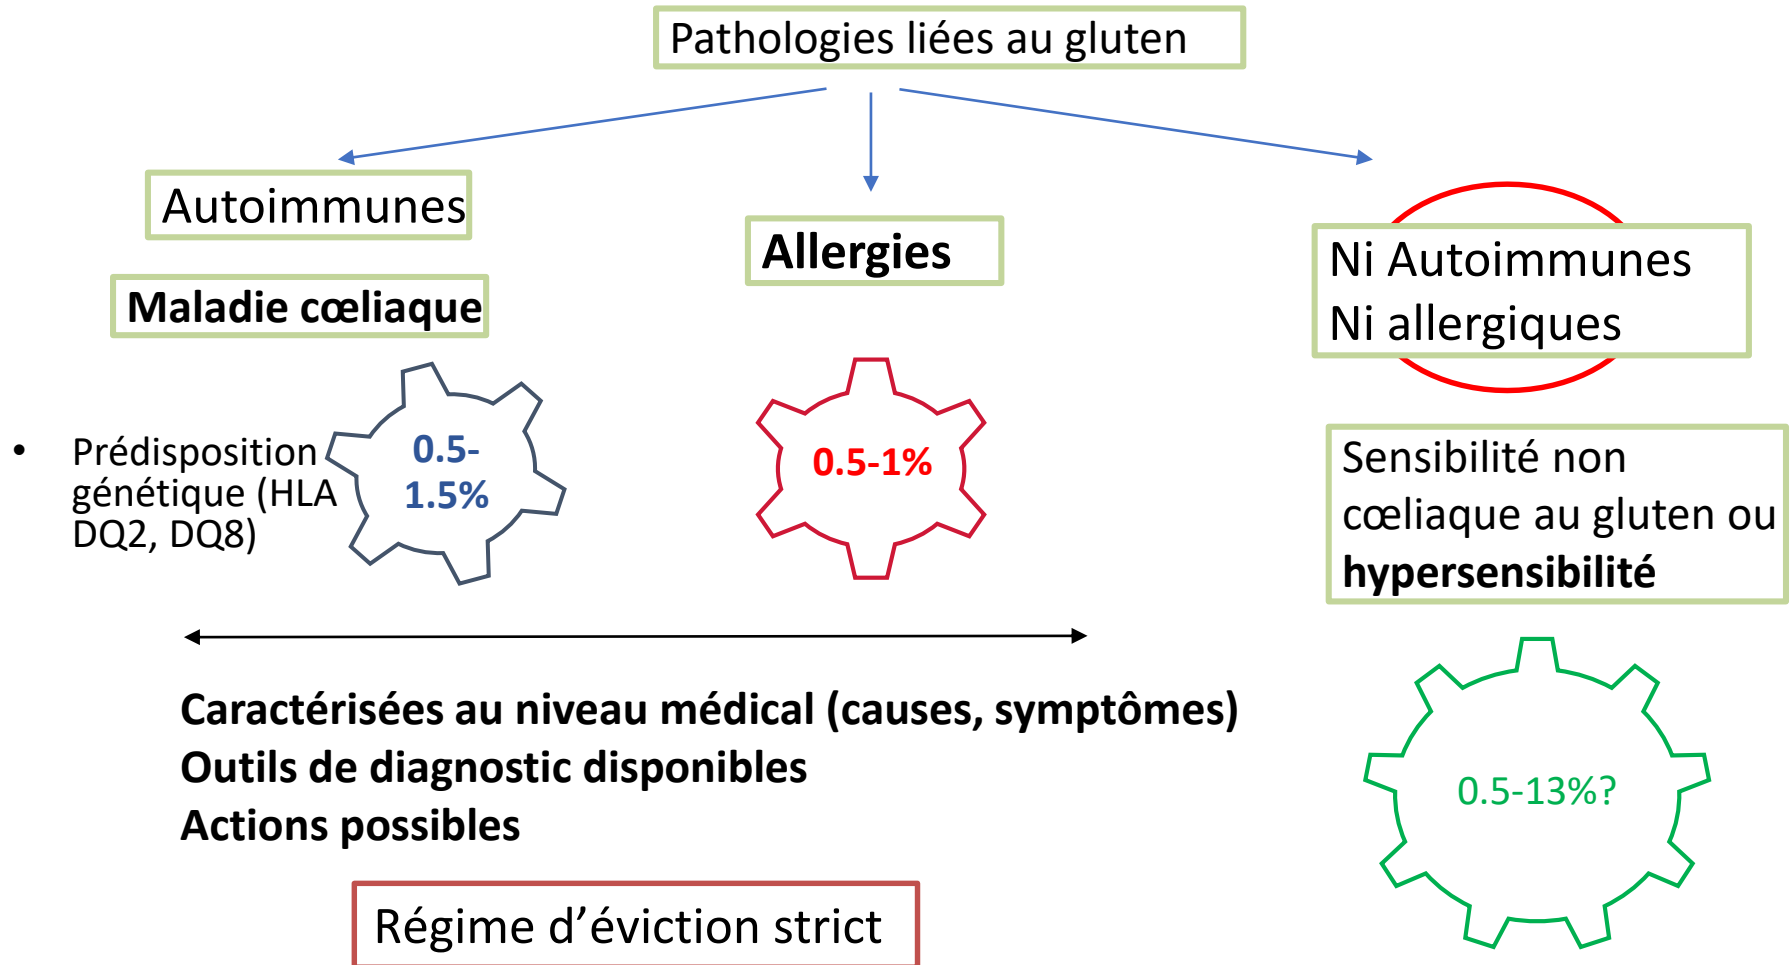 Pathologies liées au gluten
Autoimmunes
Maladie cœliaque
• Prédisposition
génétique (HLA
DQ2, DQ8)
0.5-
1.5%
Allergies
0.5-1%
Ni Autoimmunes
Ni allergiques
Sensibilité non
cœliaque au gluten ou
hypersensibilité
0.5-13%?
Caractérisées au niveau médical (causes, symptômes)
Outils de diagnostic disponibles
Actions possibles
Régime d’éviction strict